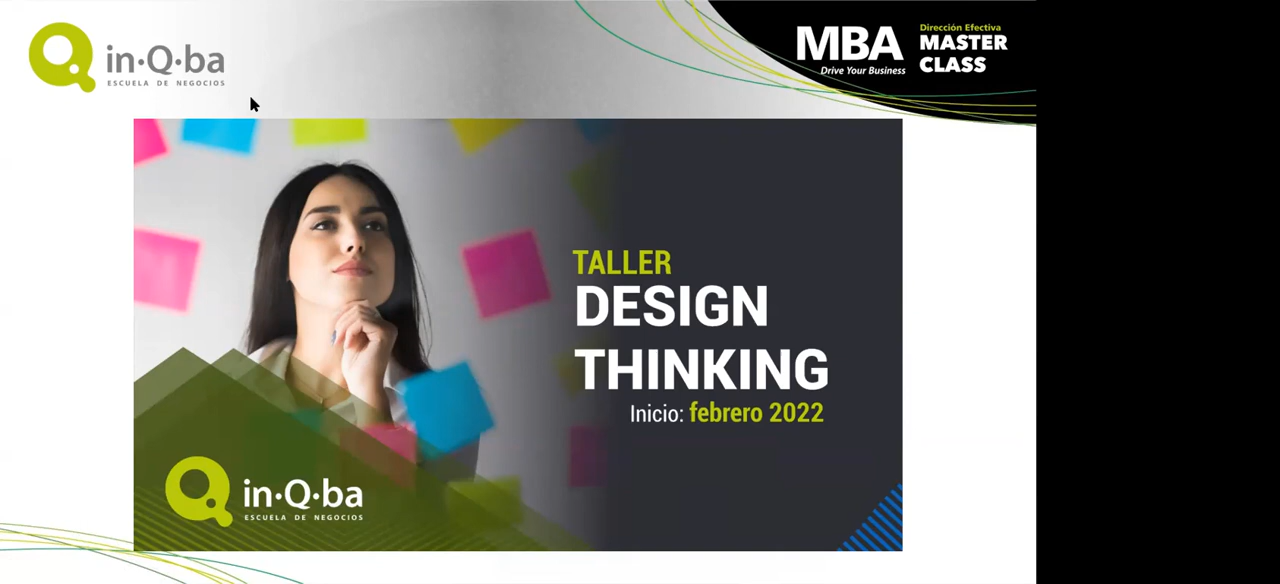 in·Q·ba
ESCUELA DE NEGOCIOS
MBA
Drive Your Business
Dirección Efectiva
MASTER
CLASS
TALLER
DESIGN
THINKING
Inicio: febrero 2022
in·Q·ba
ESCUELA DE NEGOCIOS